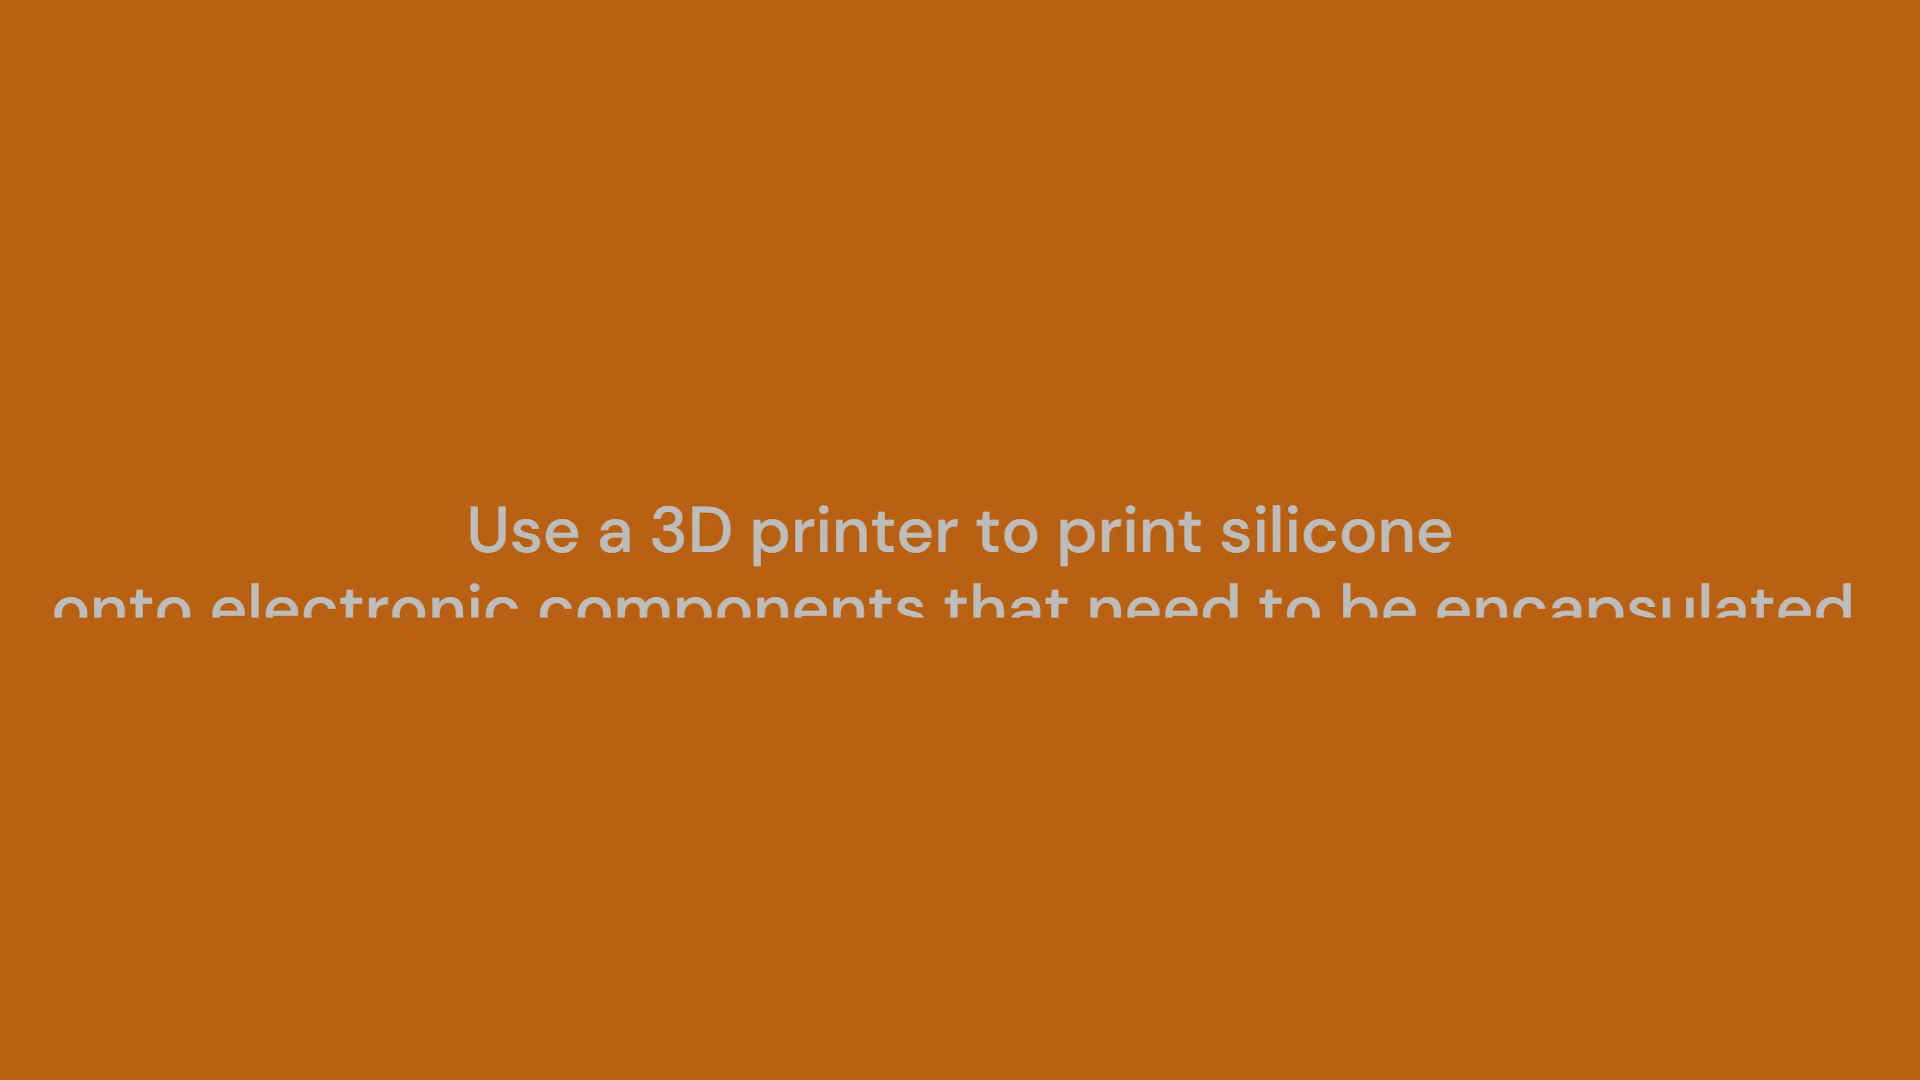 Use a 3D printer to print silicone
onto electronic components that need to be encapsulated